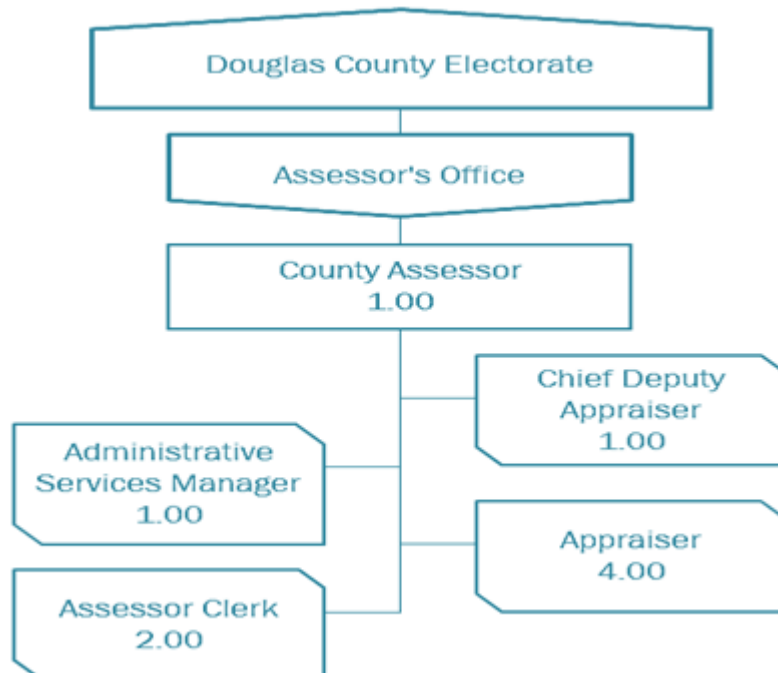 Douglas County Electorate
Assessor's Office
County Assessor
1.00
Chief Deputy
Appraiser
1.00
Administrative
Services Manager
1.00
Appraiser
4.00
Assessor Clerk
2.00